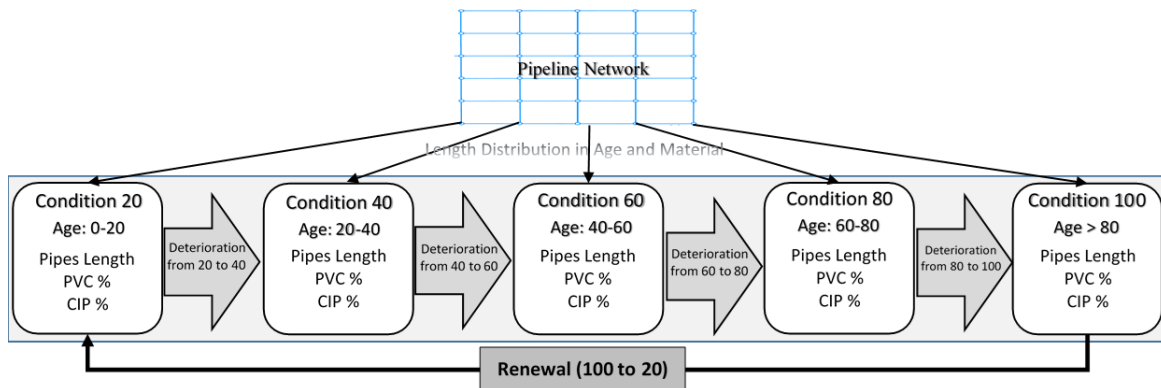 Pipeline Network
Length Distribution in Age and Material
Condition 20
Age: 0-20
Pipes Length
PVC %
CIP %
Deterioration
from 20 to 40
Condition 40
Age: 20-40
Pipes Length
PVC %
CIP %
Deterioration
from 40 to 60
Condition 60
Age: 40-60
Pipes Length
PVC %
CIP %
Deterioration
from 60 to 80
Condition 80
Age: 60-80
Pipes Length
PVC %
CIP %
Deterioration
from 80 to 100
Condition 100
Age > 80
Pipes Length
PVC %
CIP %
Renewal (100 to 20)